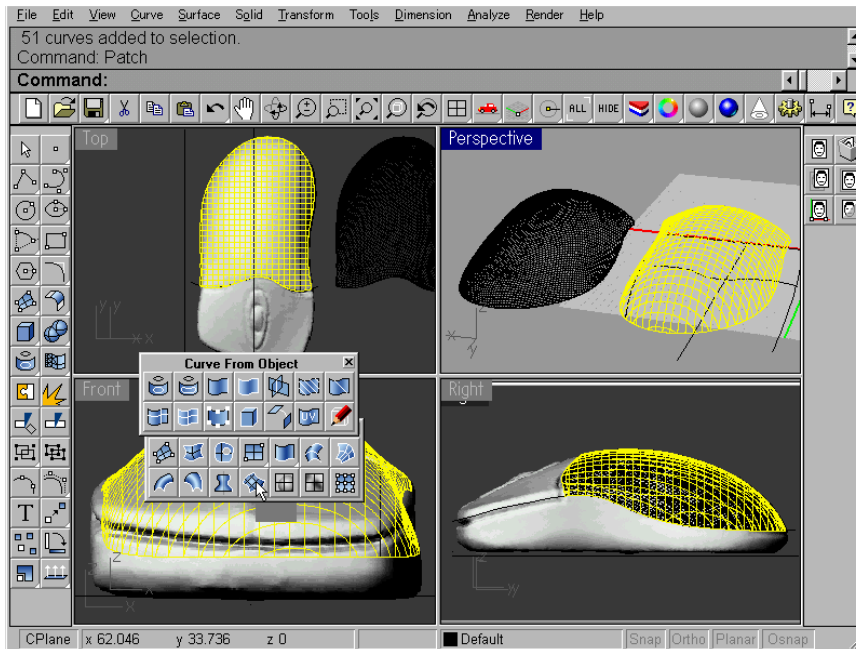 File Edit View Curve Surface Solid Transform Tools Dimension Analyze Render Help
51 curves added to selection.
Command: Patch
Command:
ALL HIDE
Top
Perspective
y
x
z
x
y
Curve From Object
UV
Front
Right
T
z
x
z
x
y
CPlane x 62.046 y 33.736 z 0 Default Snap Ortho Planar Osnap